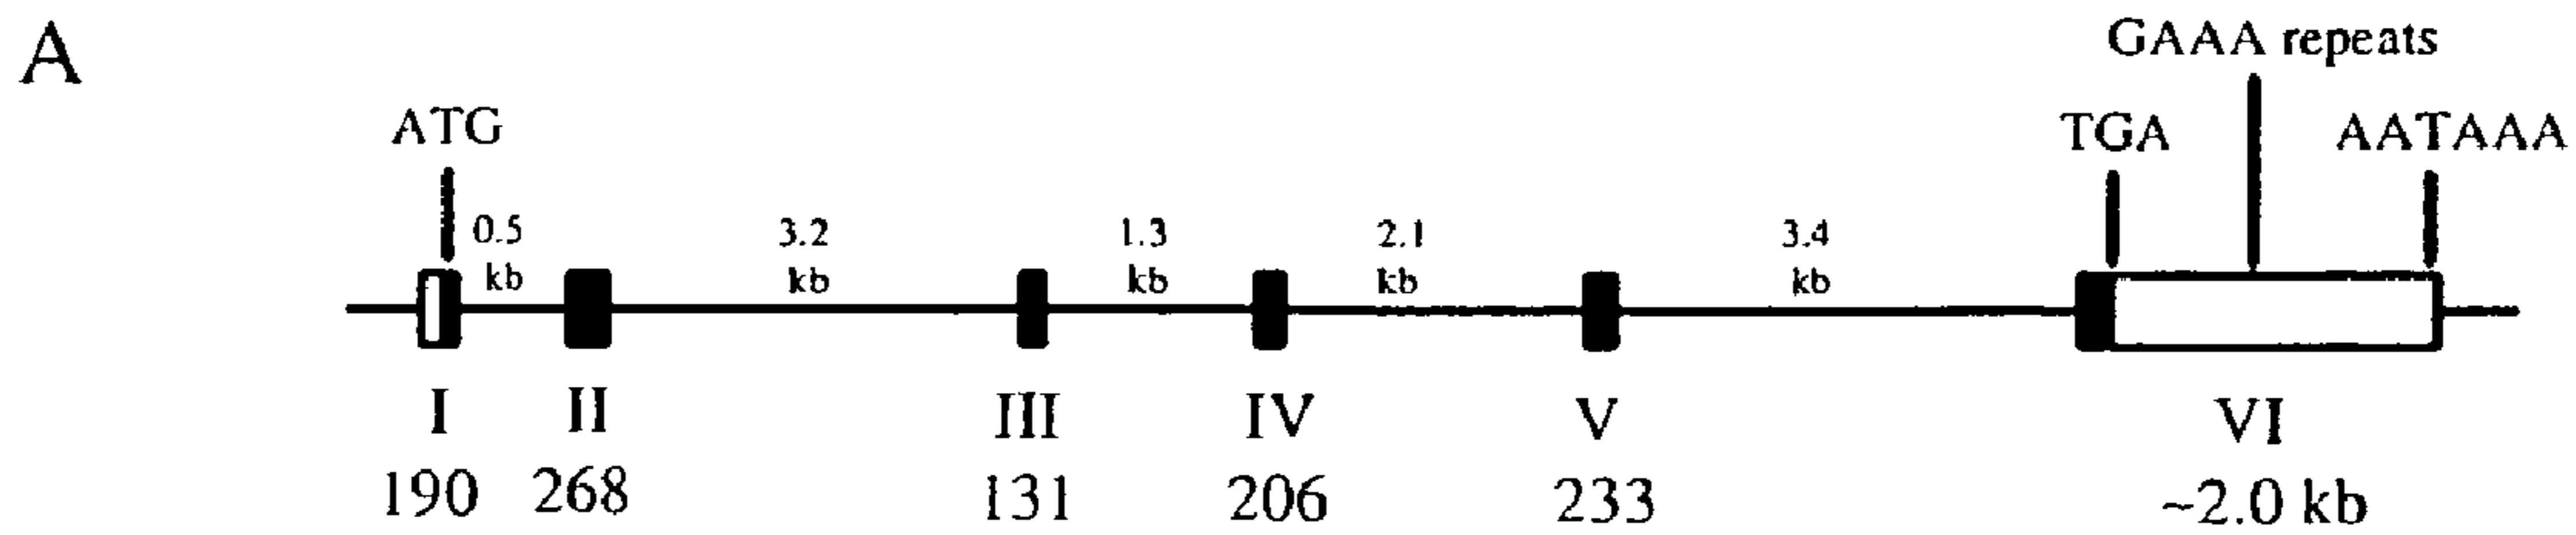 A
GAAA repeats
ATG
TGA AATAAA
0.5 3.2 1.3 2.1 3.4
kb kb kb kb kb
I II III IV V VI
190 268 131 206 233 ~2.0 kb